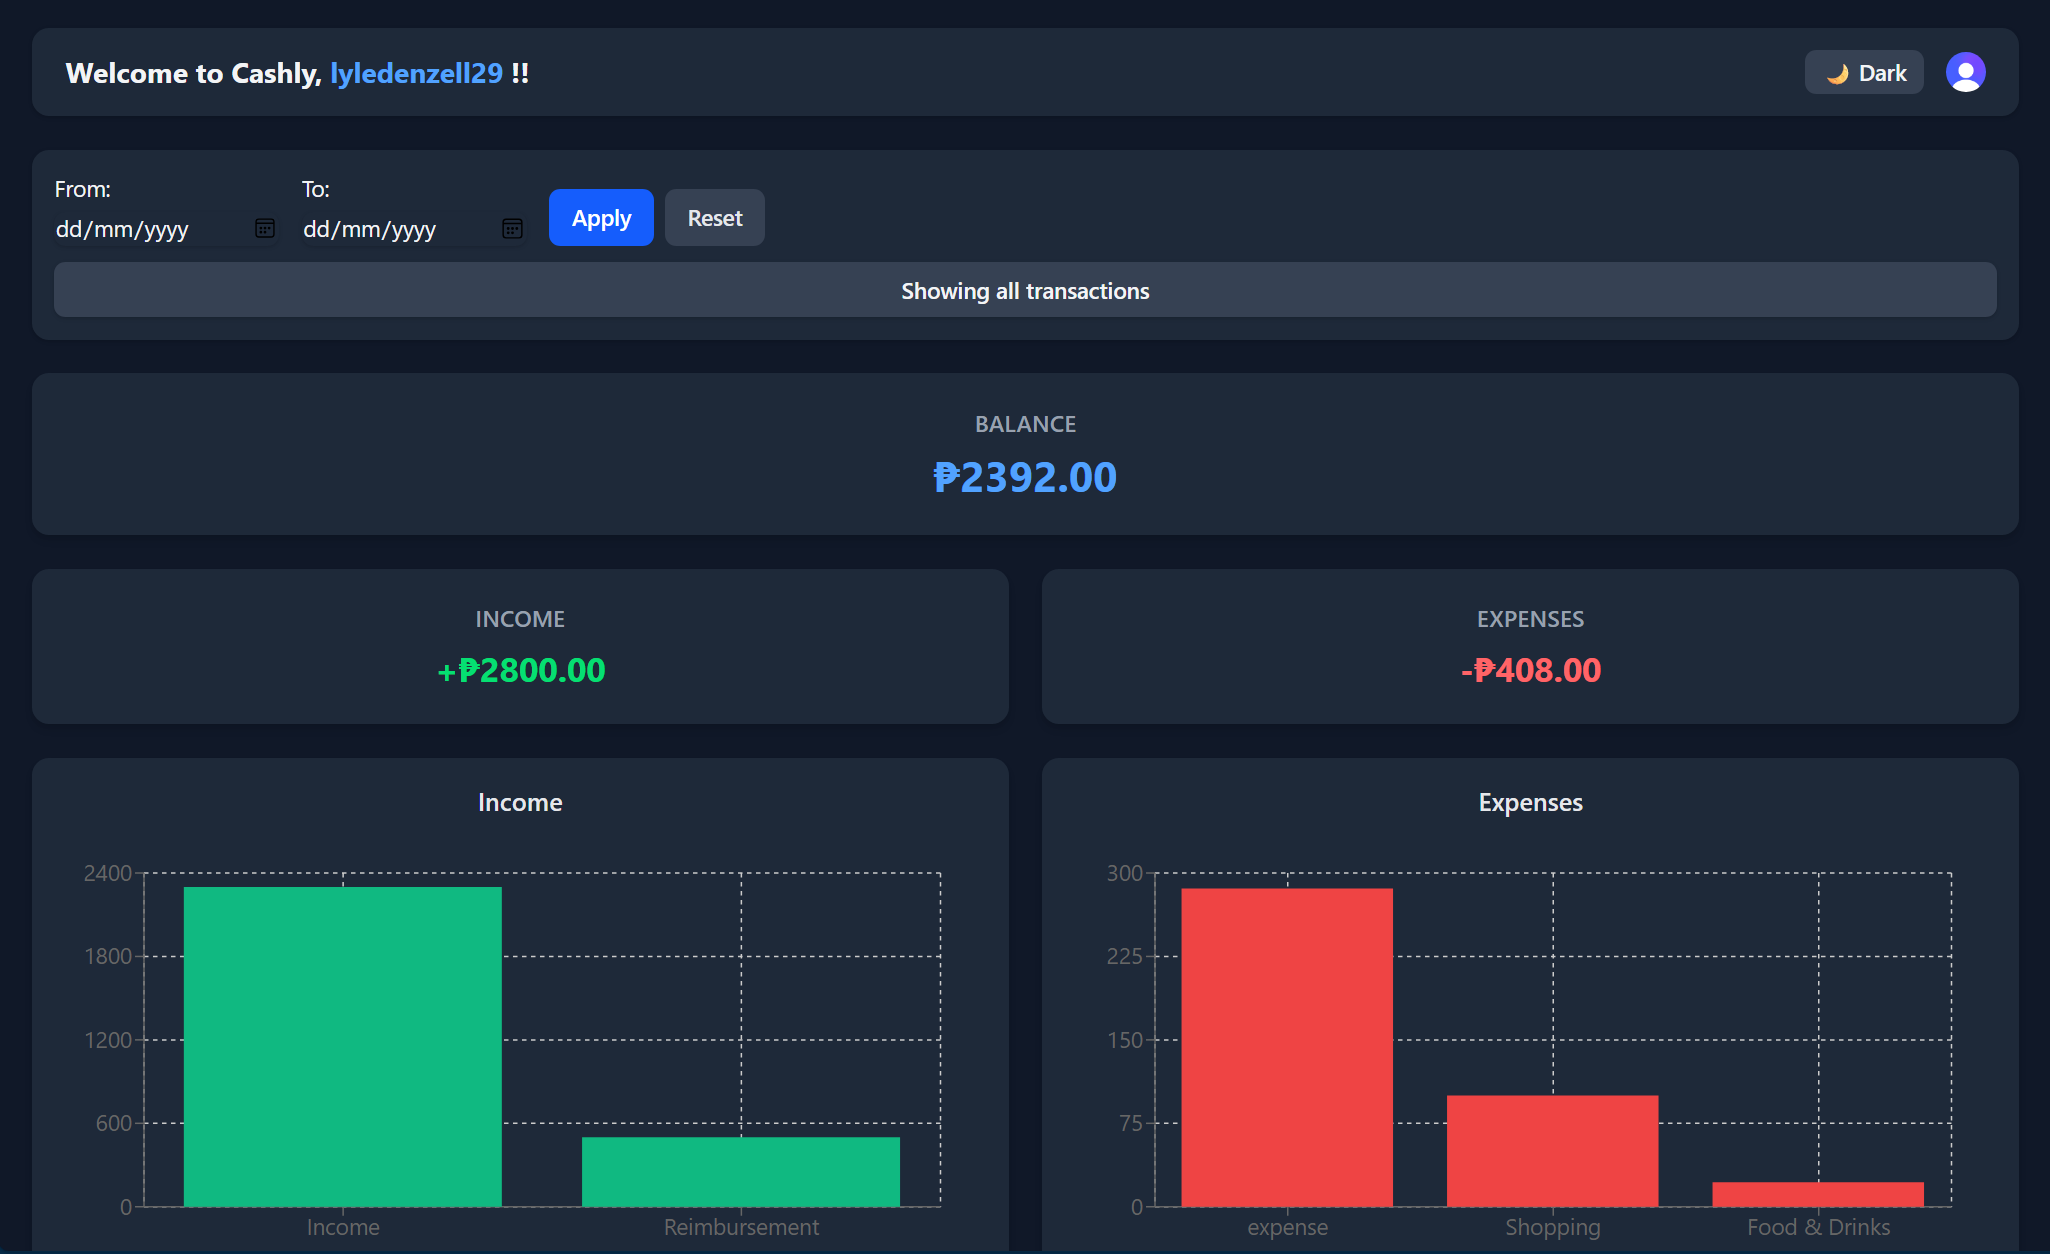 Welcome to Cashly, lyledenzell29 !!
🌙 Dark
From:
To:
dd/mm/yyyy
dd/mm/yyyy
Apply
Reset
Showing all transactions
BALANCE
₱2392.00
INCOME
+₱2800.00
EXPENSES
-₱408.00
Income
2400
1800
1200
600
0
Income
Reimbursement
Expenses
300
225
150
75
0
expense
Shopping
Food & Drinks